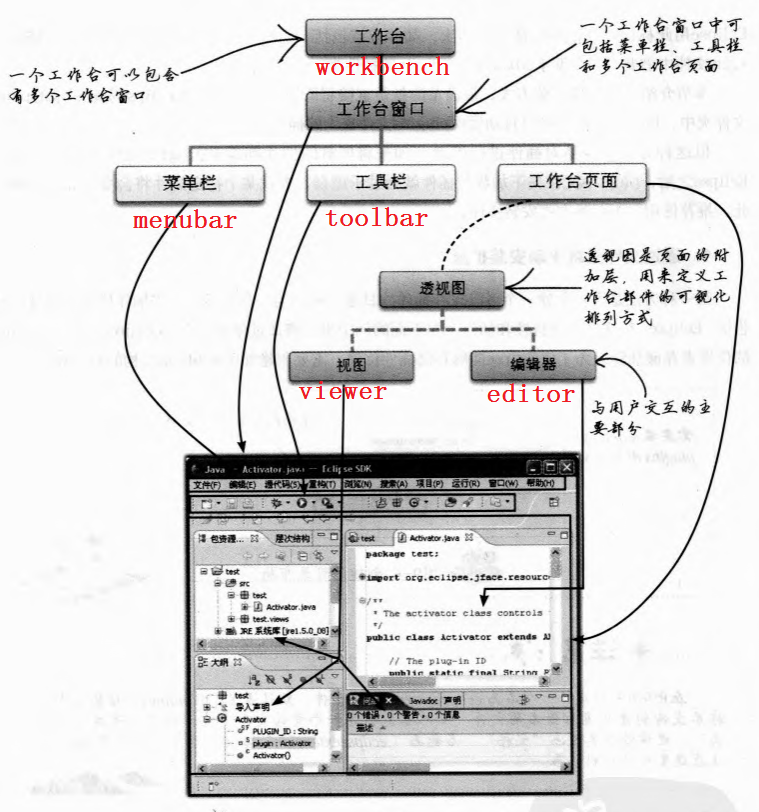 工作台
workbench
一个工作台可以包含
有多个工作台窗口
一个工作台窗口中可
包括菜单栏、工具栏
和多个工作台页面
工作台窗口
菜单栏
menubar
工具栏
toolbar
工作台页面
透视图
透视图是页面的附
加层，用来定义工
作台部件的可视化
排列方式
视图
viewer
编辑器
editor
与用户交互的主
要部分
Java - Activator.java - Eclipse SDK
文件(F) 编辑(E) 源代码(S) 重构(T) 浏览(N) 搜索(A) 项目(P) 运行(R) 窗口(W) 帮助(H)
包资源... 层次结构
test
src
test
Activator.java
test.views
JRE 系统库 [jre1.5.0_06]
test Activator.java
package test;
import org.eclipse.jface.resourc
/**
* The activator class controls
*/
public class Activator extends A
// The plug-in ID
public static final String P
大纲
test
导入声明
Activator
PLUGIN_ID : String
plugin : Activator
Activator()
Javadoc 声明
0个错误，0个警告，0个信息
描述